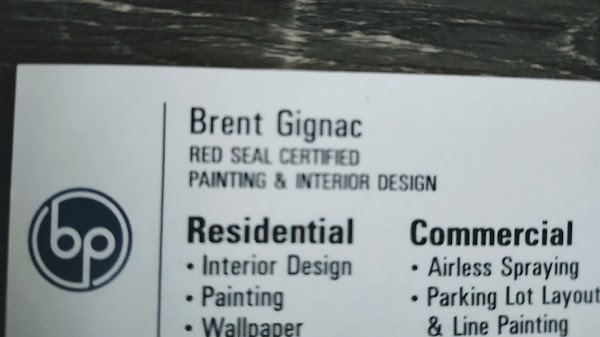 Brent Gignac
RED SEAL CERTIFIED
PAINTING & INTERIOR DESIGN
bp
Residential
• Interior Design
• Painting
• Wallpaper
Commercial
• Airless Spraying
• Parking Lot Layout
& Line Painting